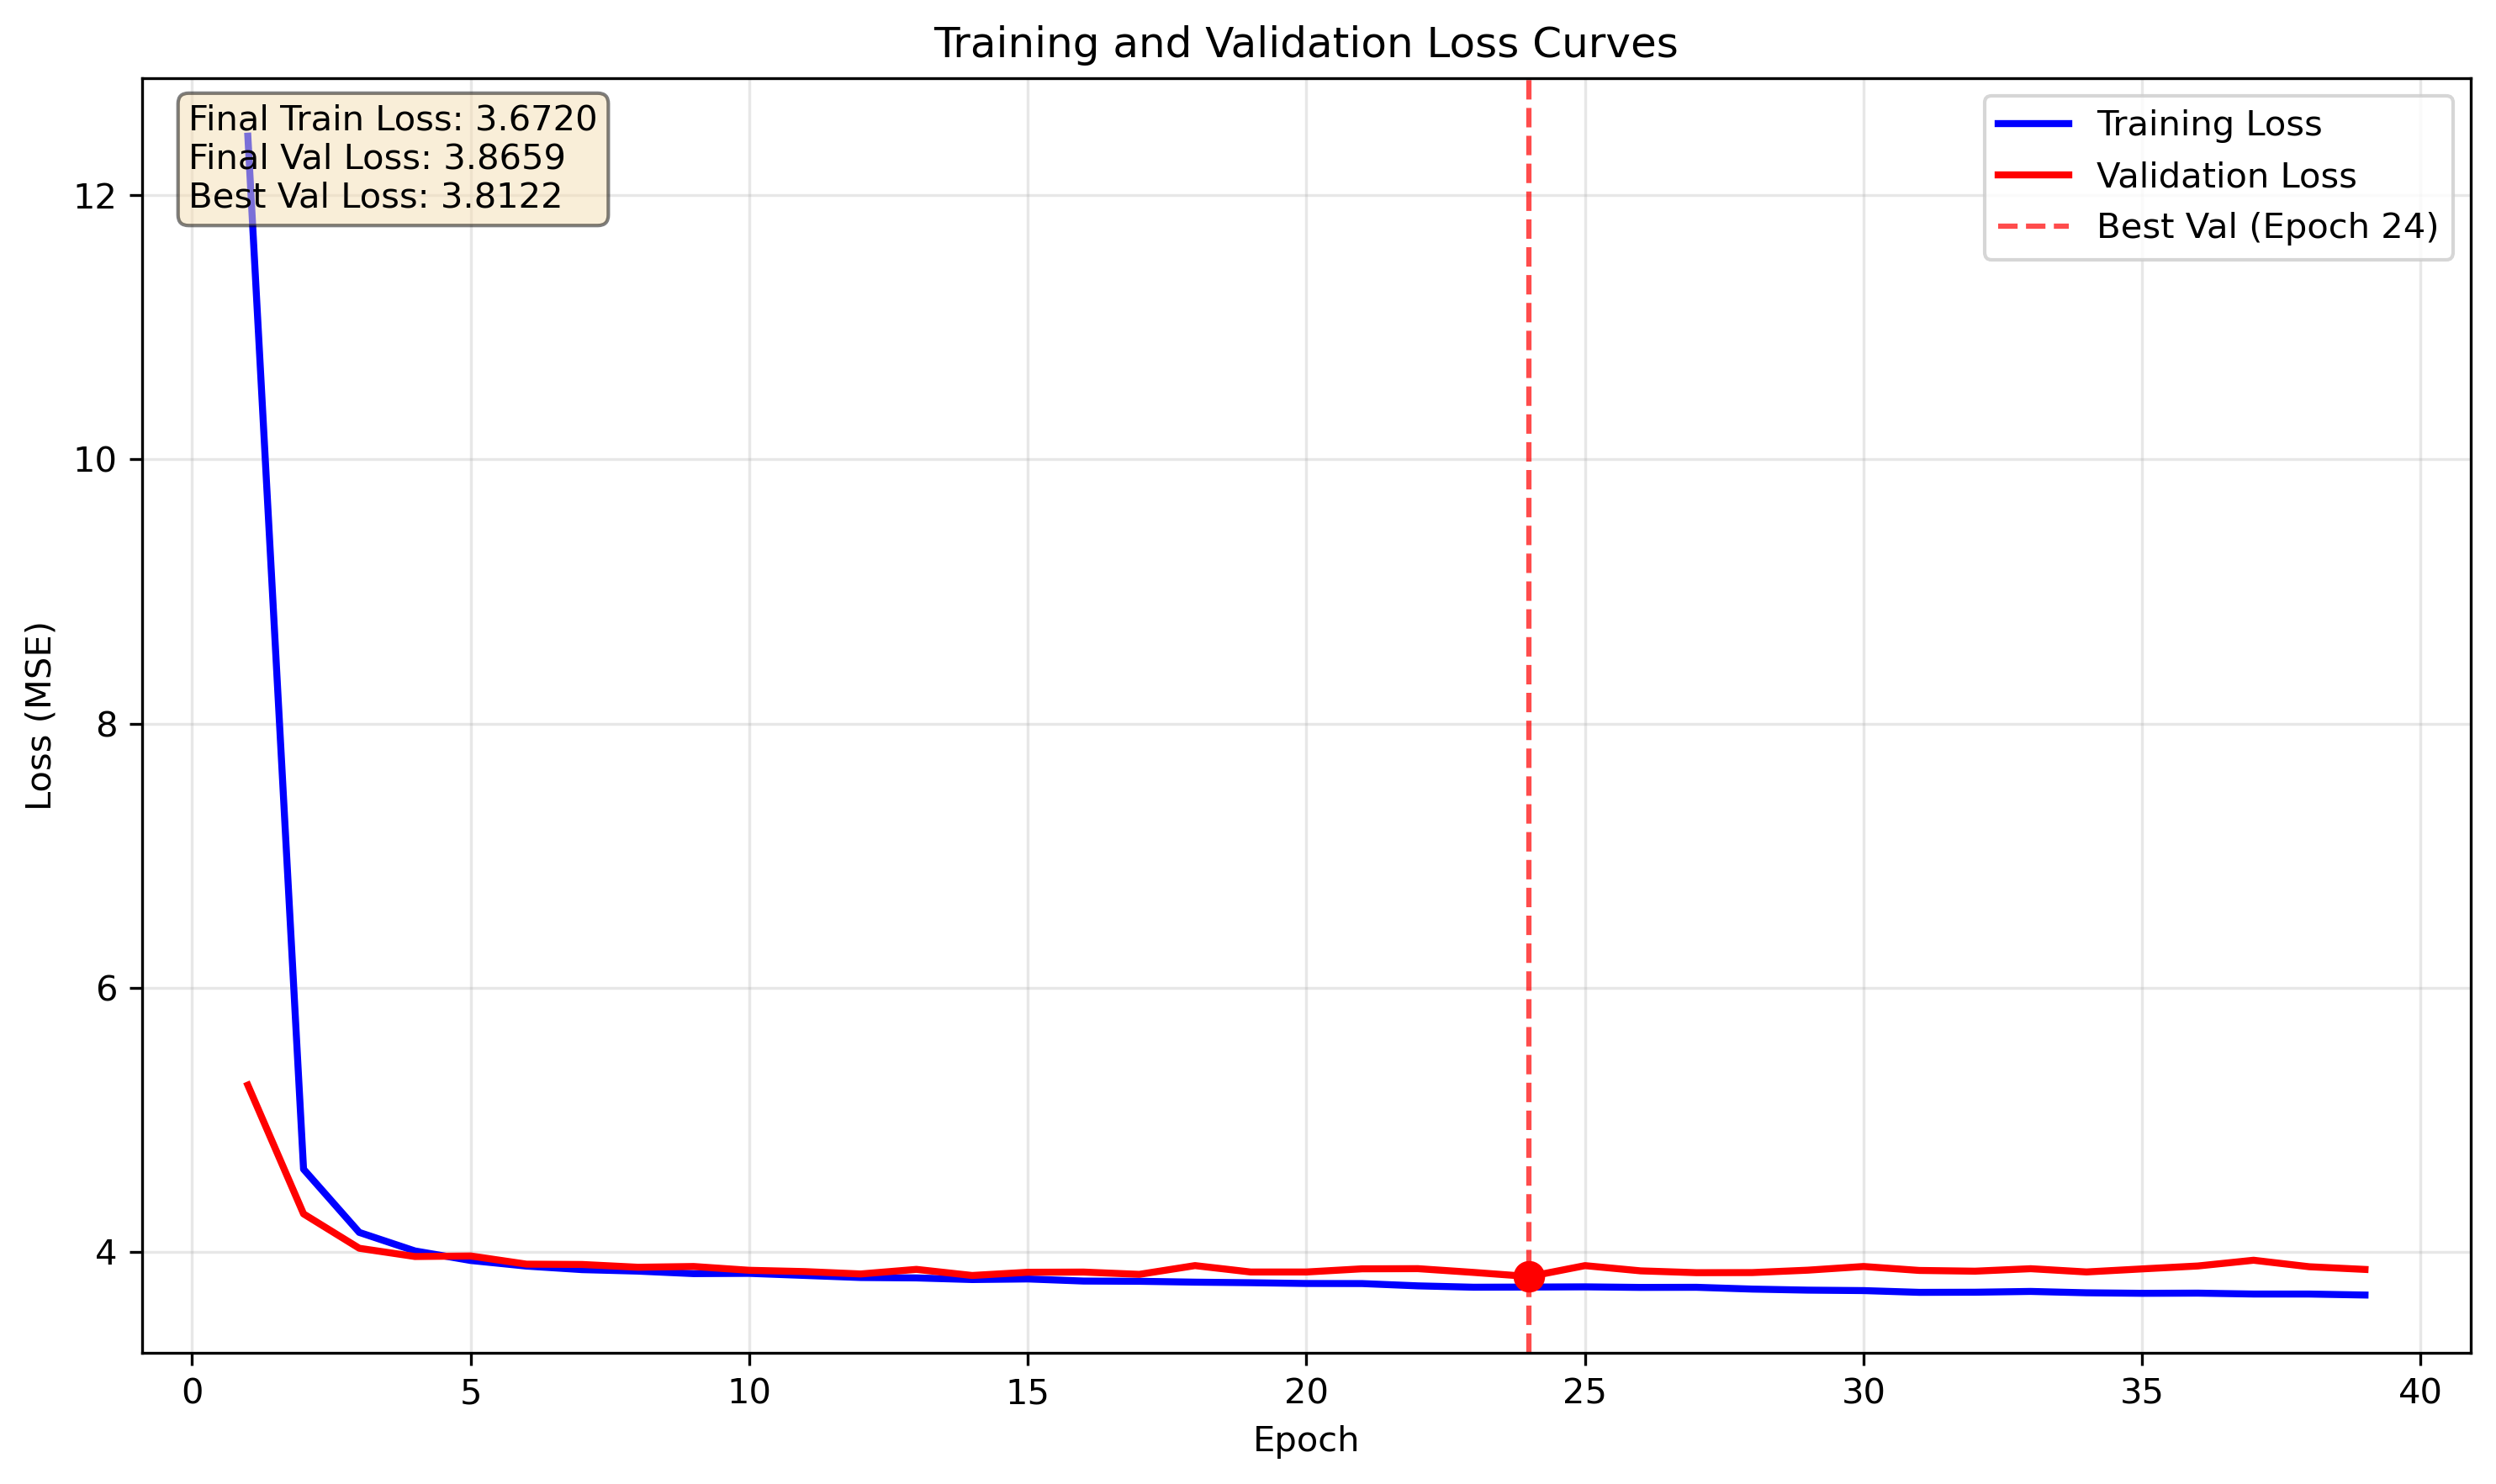 Training and Validation Loss Curves
Final Train Loss: 3.6720
Final Val Loss: 3.8659
Best Val Loss: 3.8122
Training Loss
Validation Loss
Best Val (Epoch 24)
Loss (MSE)
12
10
8
6
4
0 5 10 15 20 25 30 35 40
Epoch